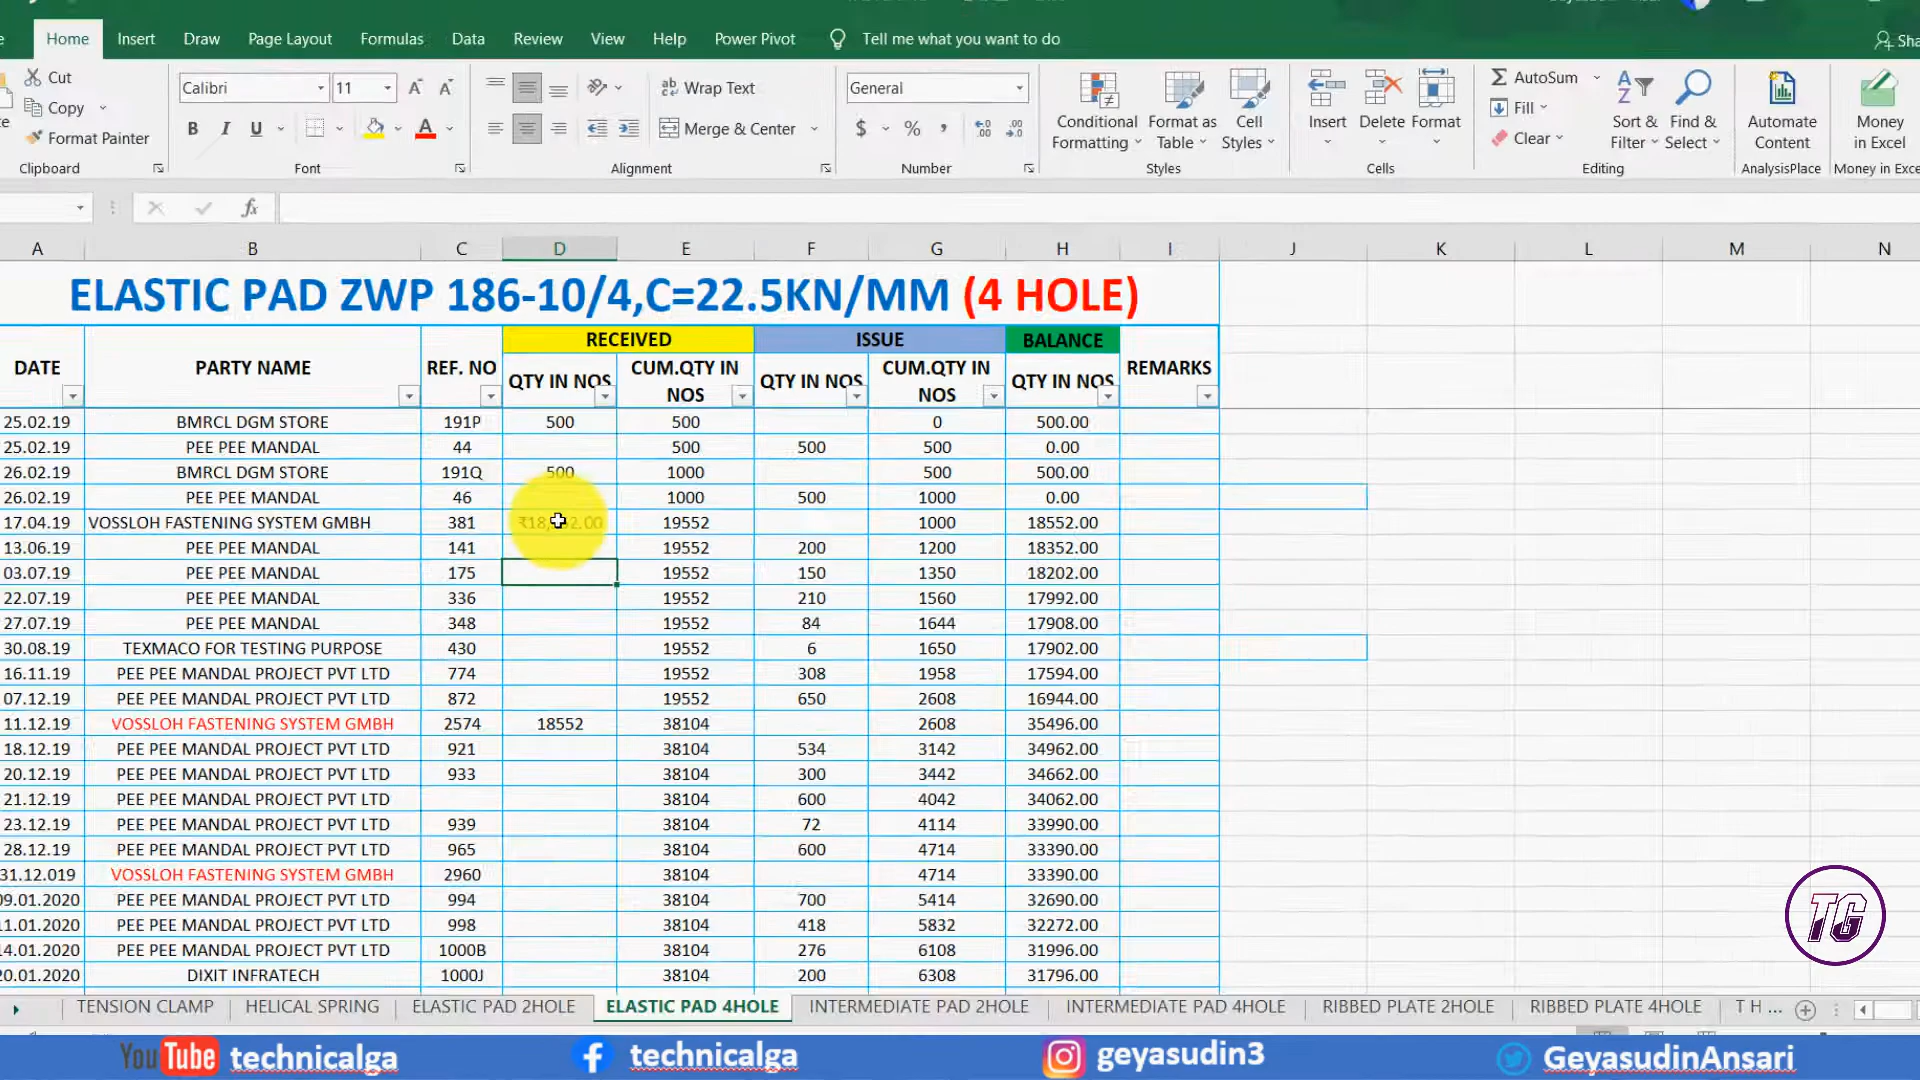 Home Insert Draw Page Layout Formulas Data Review View Help Power Pivot Tell me what you want to do
Cut
Copy
Format Painter
Clipboard
Calibri 11
B I U
Font
Wrap Text
Merge & Center
Alignment
General
$ % ,
Number
Conditional Formatting
Format as Table
Cell Styles
Styles
Insert Delete Format
Cells
AutoSum
Fill
Clear
Sort & Filter
Find & Select
Editing
Automate Content
AnalysisPlace
Money in Excel
Money in Exce
fx
A B C D E F G H I J K L M N
ELASTIC PAD ZWP 186-10/4,C=22.5KN/MM (4 HOLE)
RECEIVED ISSUE BALANCE
DATE PARTY NAME REF. NO QTY IN NOS CUM.QTY IN NOS QTY IN NOS CUM.QTY IN NOS QTY IN NOS REMARKS
25.02.19 BMRCL DGM STORE 191P 500 500 0 500.00
25.02.19 PEE PEE MANDAL 44 500 500 500 0.00
26.02.19 BMRCL DGM STORE 191Q 500 1000 500 500.00
26.02.19 PEE PEE MANDAL 46 1000 500 1000 0.00
17.04.19 VOSSLOH FASTENING SYSTEM GMBH 381 19552 1000 18552.00
13.06.19 PEE PEE MANDAL 141 19552 200 1200 18352.00
03.07.19 PEE PEE MANDAL 175 19552 150 1350 18202.00
22.07.19 PEE PEE MANDAL 336 19552 210 1560 17992.00
27.07.19 PEE PEE MANDAL 348 19552 84 1644 17908.00
30.08.19 TEXMACO FOR TESTING PURPOSE 430 19552 6 1650 17902.00
16.11.19 PEE PEE MANDAL PROJECT PVT LTD 774 19552 308 1958 17594.00
07.12.19 PEE PEE MANDAL PROJECT PVT LTD 872 19552 650 2608 16944.00
11.12.19 VOSSLOH FASTENING SYSTEM GMBH 2574 18552 38104 2608 35496.00
18.12.19 PEE PEE MANDAL PROJECT PVT LTD 921 38104 534 3142 34962.00
20.12.19 PEE PEE MANDAL PROJECT PVT LTD 933 38104 300 3442 34662.00
21.12.19 PEE PEE MANDAL PROJECT PVT LTD 38104 600 4042 34062.00
23.12.19 PEE PEE MANDAL PROJECT PVT LTD 939 38104 72 4114 33990.00
28.12.19 PEE PEE MANDAL PROJECT PVT LTD 965 38104 600 4714 33390.00
31.12.019 VOSSLOH FASTENING SYSTEM GMBH 2960 38104 4714 33390.00
09.01.2020 PEE PEE MANDAL PROJECT PVT LTD 994 38104 700 5414 32690.00
11.01.2020 PEE PEE MANDAL PROJECT PVT LTD 998 38104 418 5832 32272.00
14.01.2020 PEE PEE MANDAL PROJECT PVT LTD 1000B 38104 276 6108 31996.00
20.01.2020 DIXIT INFRATECH 1000J 38104 200 6308 31796.00
TG
TENSION CLAMP HELICAL SPRING ELASTIC PAD 2HOLE ELASTIC PAD 4HOLE INTERMEDIATE PAD 2HOLE INTERMEDIATE PAD 4HOLE RIBBED PLATE 2HOLE RIBBED PLATE 4HOLE T H ...
YouTube technicalga technicalga geyasudin3 GeyasudinAnsari